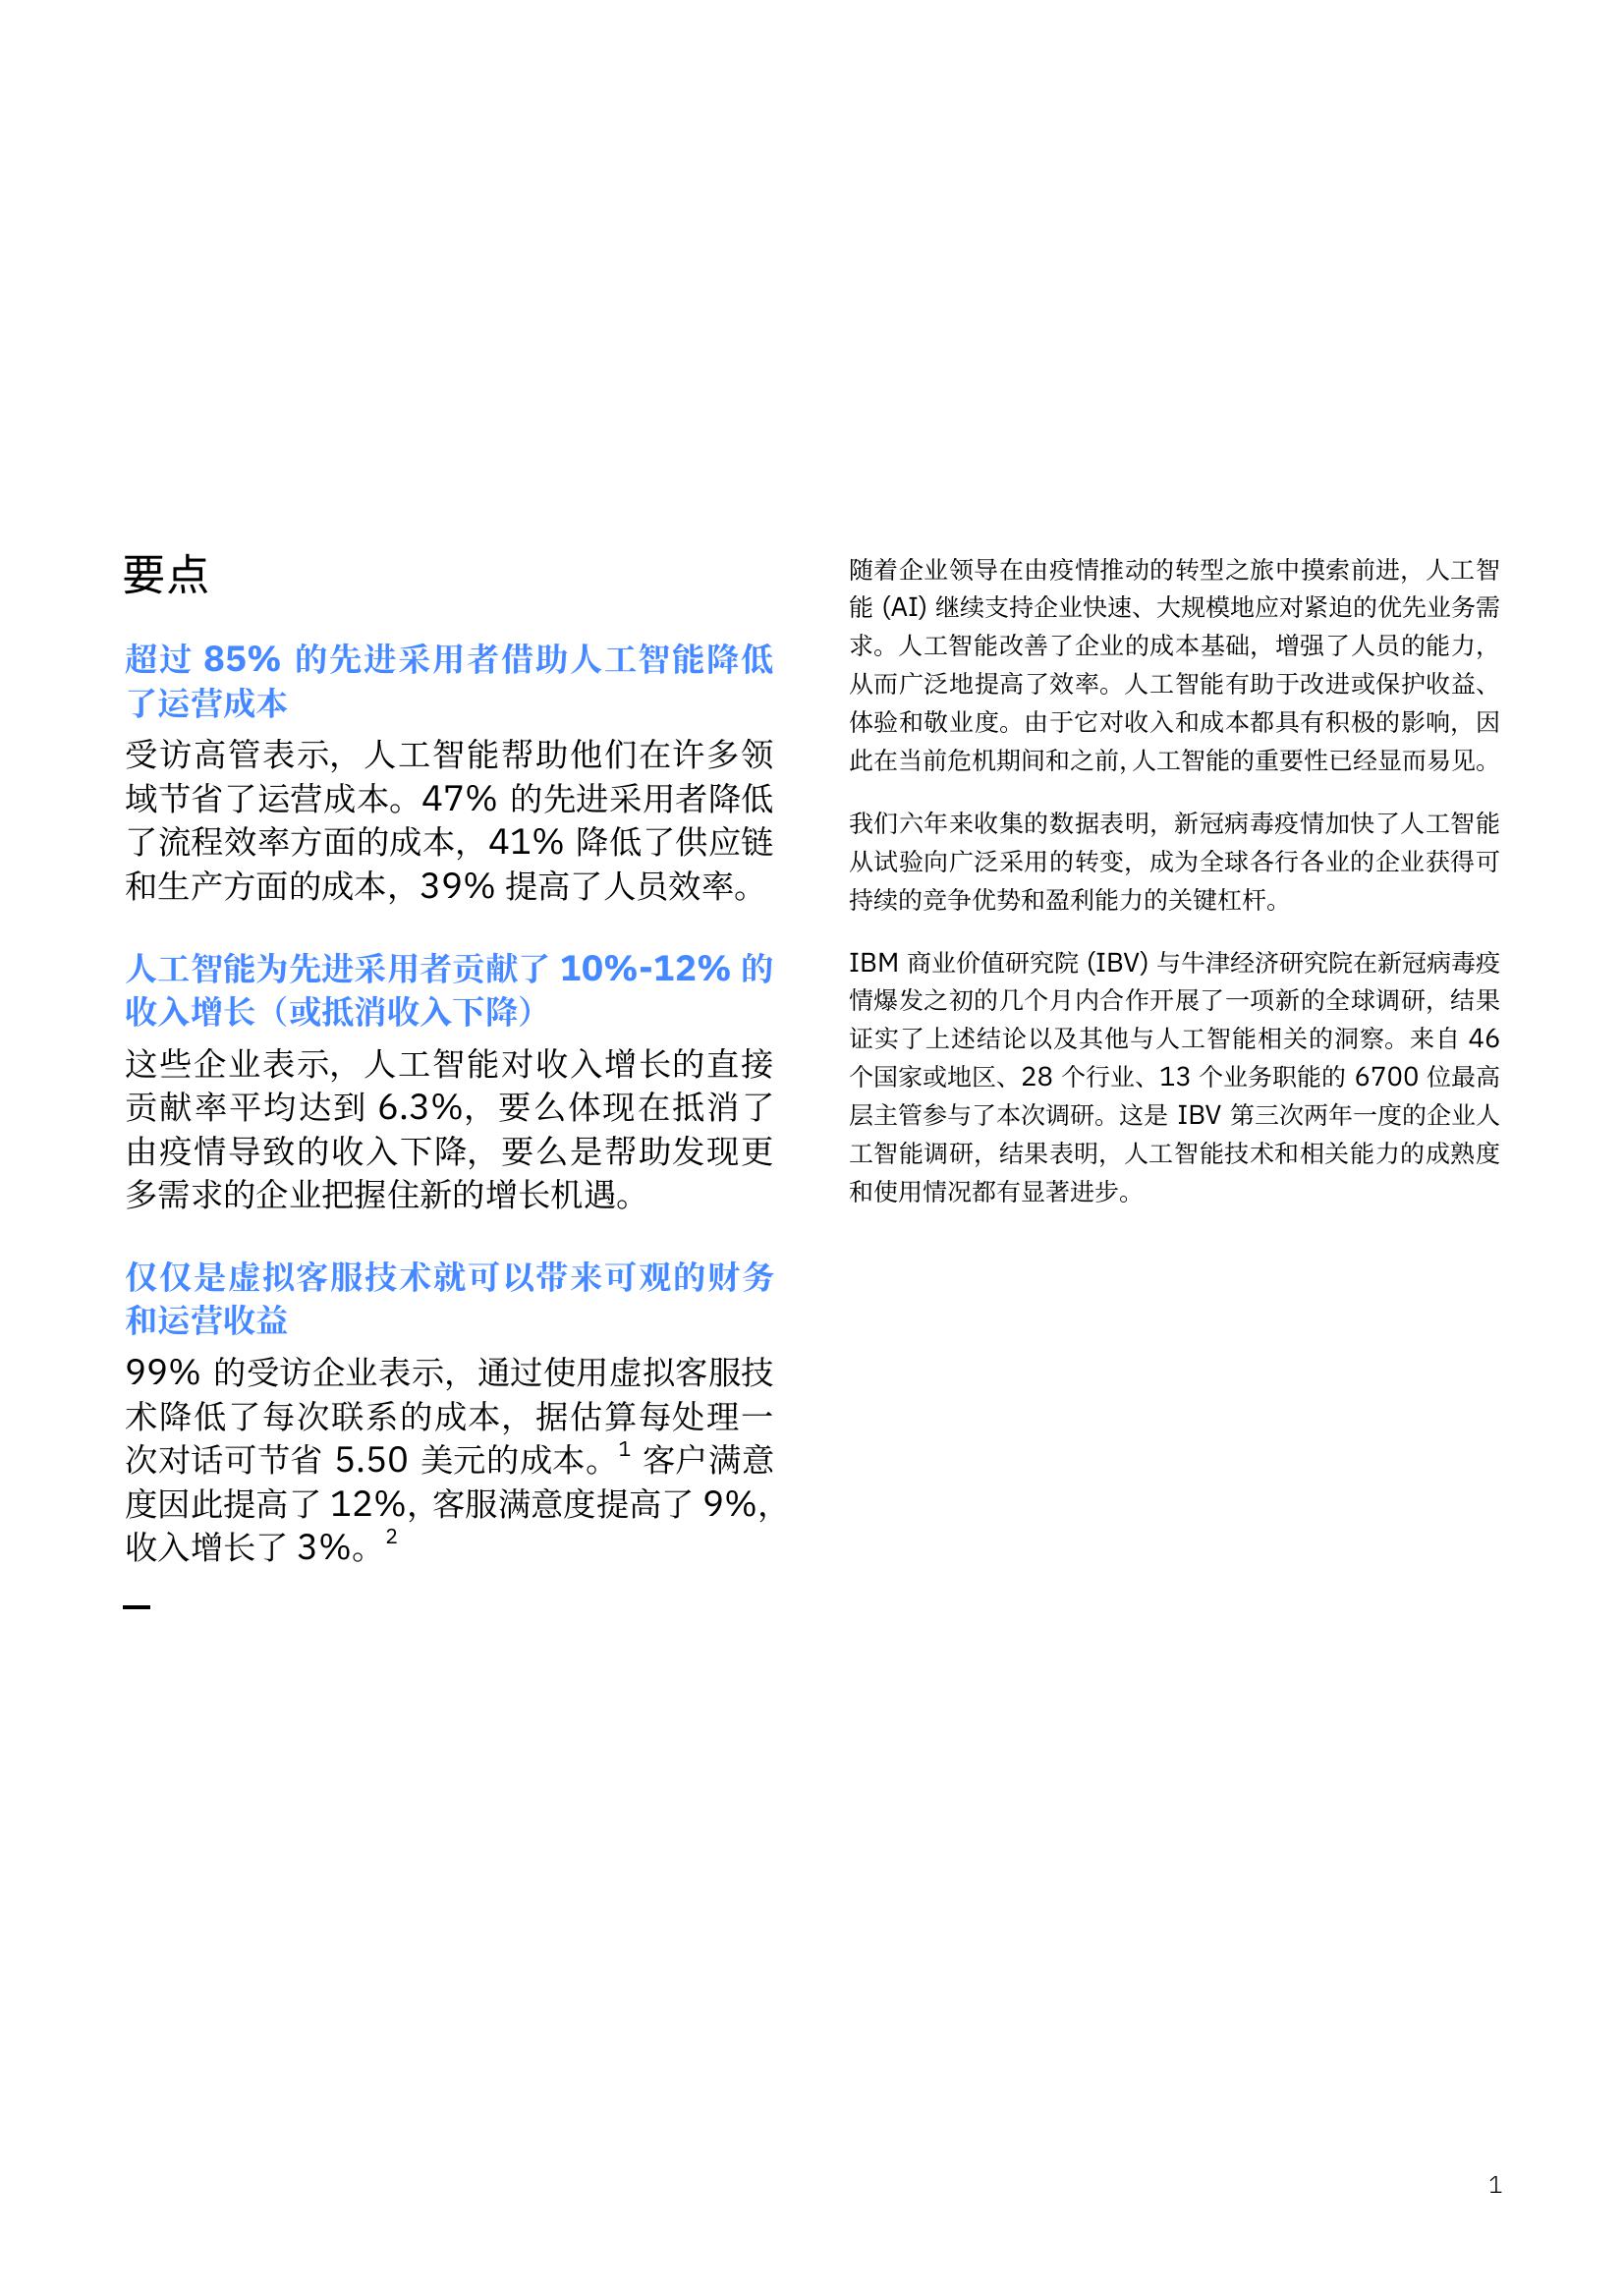 要点
超过 85% 的先进采用者借助人工智能降低
了运营成本
受访高管表示，人工智能帮助他们在许多领
域节省了运营成本。47% 的先进采用者降低
了流程效率方面的成本，41% 降低了供应链
和生产方面的成本，39% 提高了人员效率。
人工智能为先进采用者贡献了 10%-12% 的
收入增长（或抵消收入下降）
这些企业表示，人工智能对收入增长的直接
贡献率平均达到 6.3%，要么体现在抵消了
由疫情导致的收入下降，要么是帮助发现更
多需求的企业把握住新的增长机遇。
仅仅是虚拟客服技术就可以带来可观的财务
和运营收益
99% 的受访企业表示，通过使用虚拟客服技
术降低了每次联系的成本，据估算每处理一
次对话可节省 5.50 美元的成本。1 客户满意
度因此提高了 12%，客服满意度提高了 9%，
收入增长了 3%。2
随着企业领导在由疫情推动的转型之旅中摸索前进，人工智
能 (AI) 继续支持企业快速、大规模地应对紧迫的优先业务需
求。人工智能改善了企业的成本基础，增强了人员的能力，
从而广泛地提高了效率。人工智能有助于改进或保护收益、
体验和敬业度。由于它对收入和成本都具有积极的影响，因
此在当前危机期间和之前，人工智能的重要性已经显而易见。
我们六年来收集的数据表明，新冠病毒疫情加快了人工智能
从试验向广泛采用的转变，成为全球各行各业的企业获得可
持续的竞争优势和盈利能力的关键杠杆。
IBM 商业价值研究院 (IBV) 与牛津经济研究院在新冠病毒疫
情爆发之初的几个月内合作开展了一项新的全球调研，结果
证实了上述结论以及其他与人工智能相关的洞察。来自 46
个国家或地区、28 个行业、13 个业务职能的 6700 位最高
层主管参与了本次调研。这是 IBV 第三次两年一度的企业人
工智能调研，结果表明，人工智能技术和相关能力的成熟度
和使用情况都有显著进步。
1